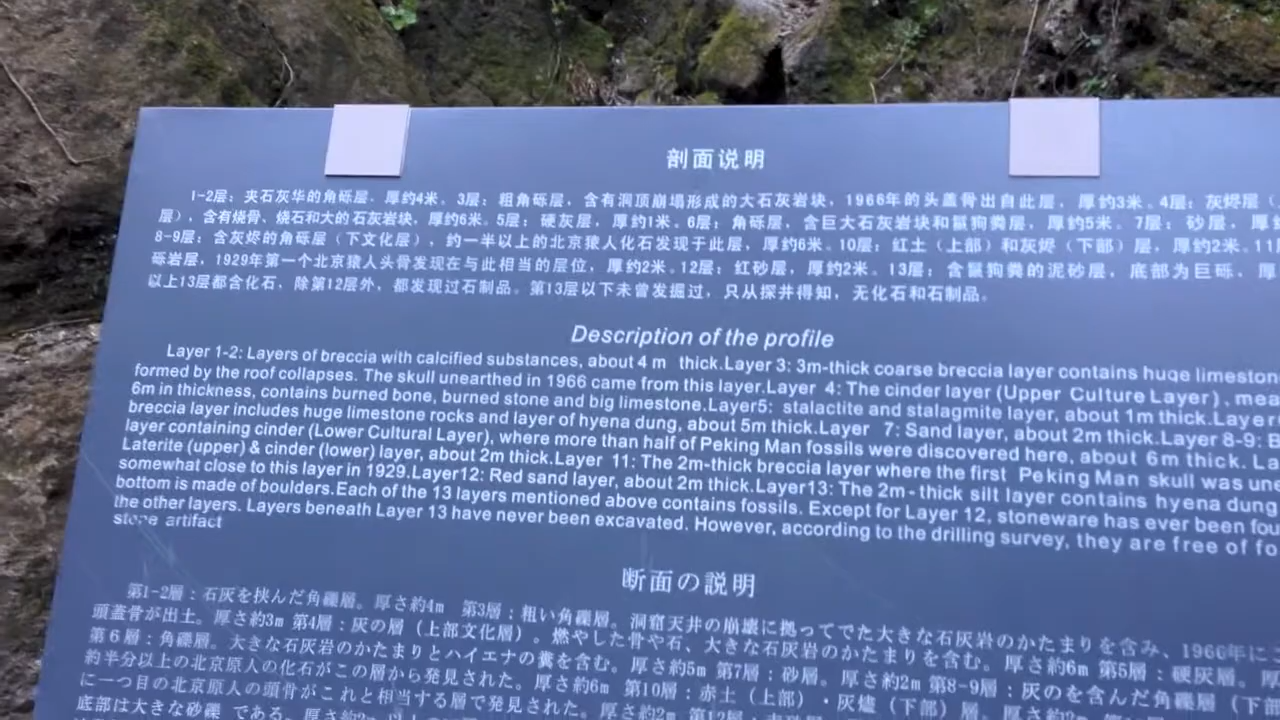 剖面说明
1-2层：夹石灰华的角砾层，厚约4米。3层：粗角砾层，含有洞顶崩塌形成的大石灰岩块，1966年的头盖骨出自此层，厚约3米。4层：灰烬层（
层），含有烧骨、烧石和大的石灰岩块，厚约6米。5层：硬灰层，厚约1米。6层：角砾层，含巨大石灰岩块和鬣狗粪层，厚约5米。7层：砂层，厚
8-9层：含灰烬的角砾层（下文化层），约一半以上的北京猿人化石发现于此层，厚约6米。10层：红土（上部）和灰烬（下部）层，厚约2米。11
砾岩层，1929年第一个北京猿人头骨发现在与此相当的层位，厚约2米。12层：红砂层，厚约2米。13层：含鬣狗粪的泥砂层，底部为巨砾，厚
以上13层都含化石，除第12层外，都发现过石制品。第13层以下未曾发掘过，只从探井得知，无化石和石制品。
Description of the profile
Layer 1-2: Layers of breccia with calcified substances, about 4 m thick.Layer 3: 3m-thick coarse breccia layer contains huge limeston
formed by the roof collapses. The skull unearthed in 1966 came from this layer.Layer 4: The cinder layer (Upper Culture Layer), mea
6m in thickness, contains burned bone, burned stone and big limestone.Layer5: stalactite and stalagmite layer, about 1m thick.Layer
breccia layer includes huge limestone rocks and layer of hyena dung, about 5m thick.Layer 7: Sand layer, about 2m thick.Layer 8-9: B
layer containing cinder (Lower Cultural Layer), where more than half of Peking Man fossils were discovered here, about 6m thick. La
Laterite (upper) & cinder (lower) layer, about 2m thick.Layer 11: The 2m-thick breccia layer where the first Peking Man skull was une
somewhat close to this layer in 1929.Layer12: Red sand layer, about 2m thick.Layer13: The 2m-thick silt layer contains hyena dung
bottom is made of boulders.Each of the 13 layers mentioned above contains fossils. Except for Layer 12, stoneware has ever been fou
the other layers. Layers beneath Layer 13 have never been excavated. However, according to the drilling survey, they are free of fo
stone artifact
断面の説明
第1-2層：石灰を挟んだ角礫層。厚さ約4m 第3層：粗い角礫層。洞窟天井の崩壊に拠ってでた大きな石灰岩のかたまりを含み、1966年に
頭蓋骨が出土。厚さ約3m 第4層：灰の層（上部文化層）。燃やした骨や石、大きな石灰岩のかたまりを含む。厚さ約6m 第5層：硬灰層。厚
第6層：角礫層。大きな石灰岩のかたまりとハイエナの糞を含む。厚さ約5m 第7層：砂層。厚さ約2m 第8-9層：灰のを含んだ角礫層（下部
約半分以上の北京原人の化石がこの層から発見された。厚さ約6m 第10層：赤土（上部）・灰燼（下部）層。厚さ約
に一つ目の北京原人の頭骨がこれと相当する層で発見された。厚さ約2m 第12層：
底部は大きな砂礫 である。厚さ約2m